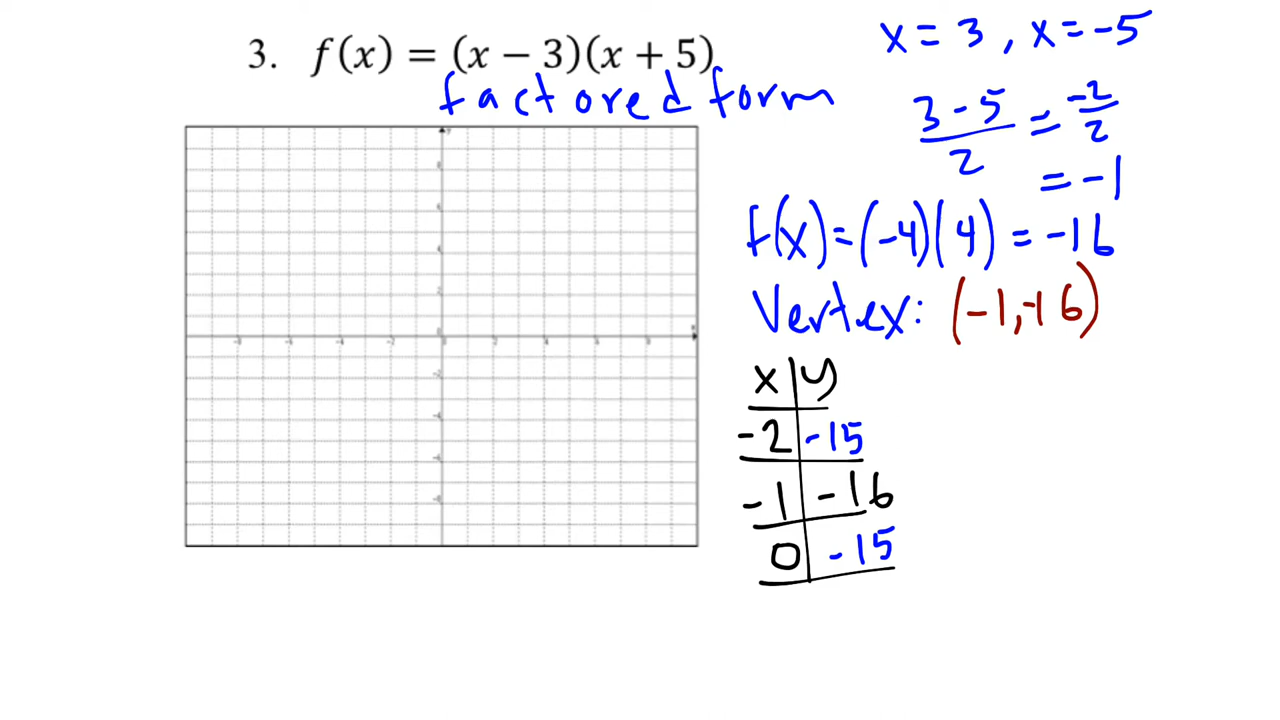 3. f(x) = (x − 3)(x + 5)
factored form
x = 3 , x = -5
3 - 5 / 2 = -2 / 2
= -1
f(x) = (-4)(4) = -16
Vertex: (-1, -16)
x | y
-2 | -15
-1 | -16
0 | -15